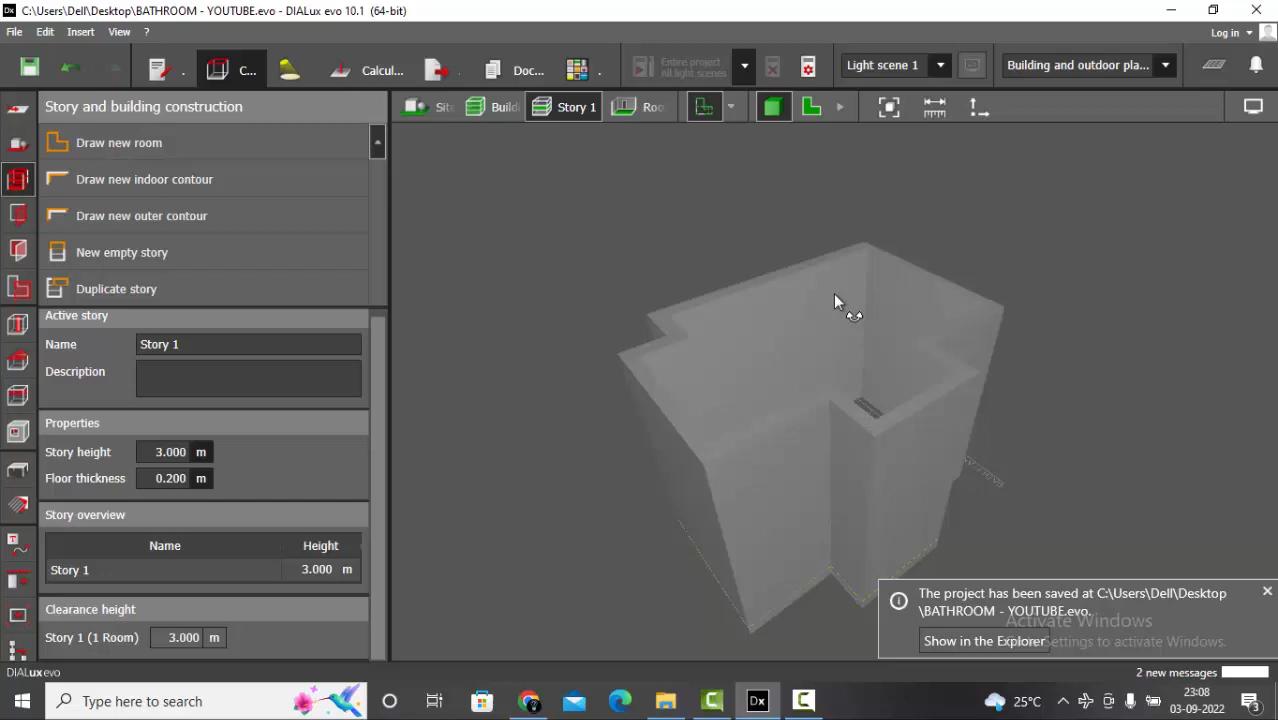 C:\Users\Dell\Desktop\BATHROOM - YOUTUBE.evo - DIALux evo 10.1 (64-bit)
File Edit Insert View ?
Log in
C...
Calcul...
Doc...
Entire project
All light scenes
Light scene 1
Building and outdoor pla...
Story and building construction
Sit
Buildi
Story 1
Roo
Draw new room
Draw new indoor contour
Draw new outer contour
New empty story
Duplicate story
Active story
Name Story 1
Description
Properties
Story height 3.000 m
Floor thickness 0.200 m
Story overview
Name Height
Story 1 3.000 m
Clearance height
Story 1 (1 Room) 3.000 m
The project has been saved at C:\Users\Dell\Desktop
\BATHROOM - YOUTUBE.evo.
Activate Windows
Show in the Explorer
Settings to activate Windows.
DIALux evo
2 new messages
Type here to search
25°C
23:08
03-09-2022
3